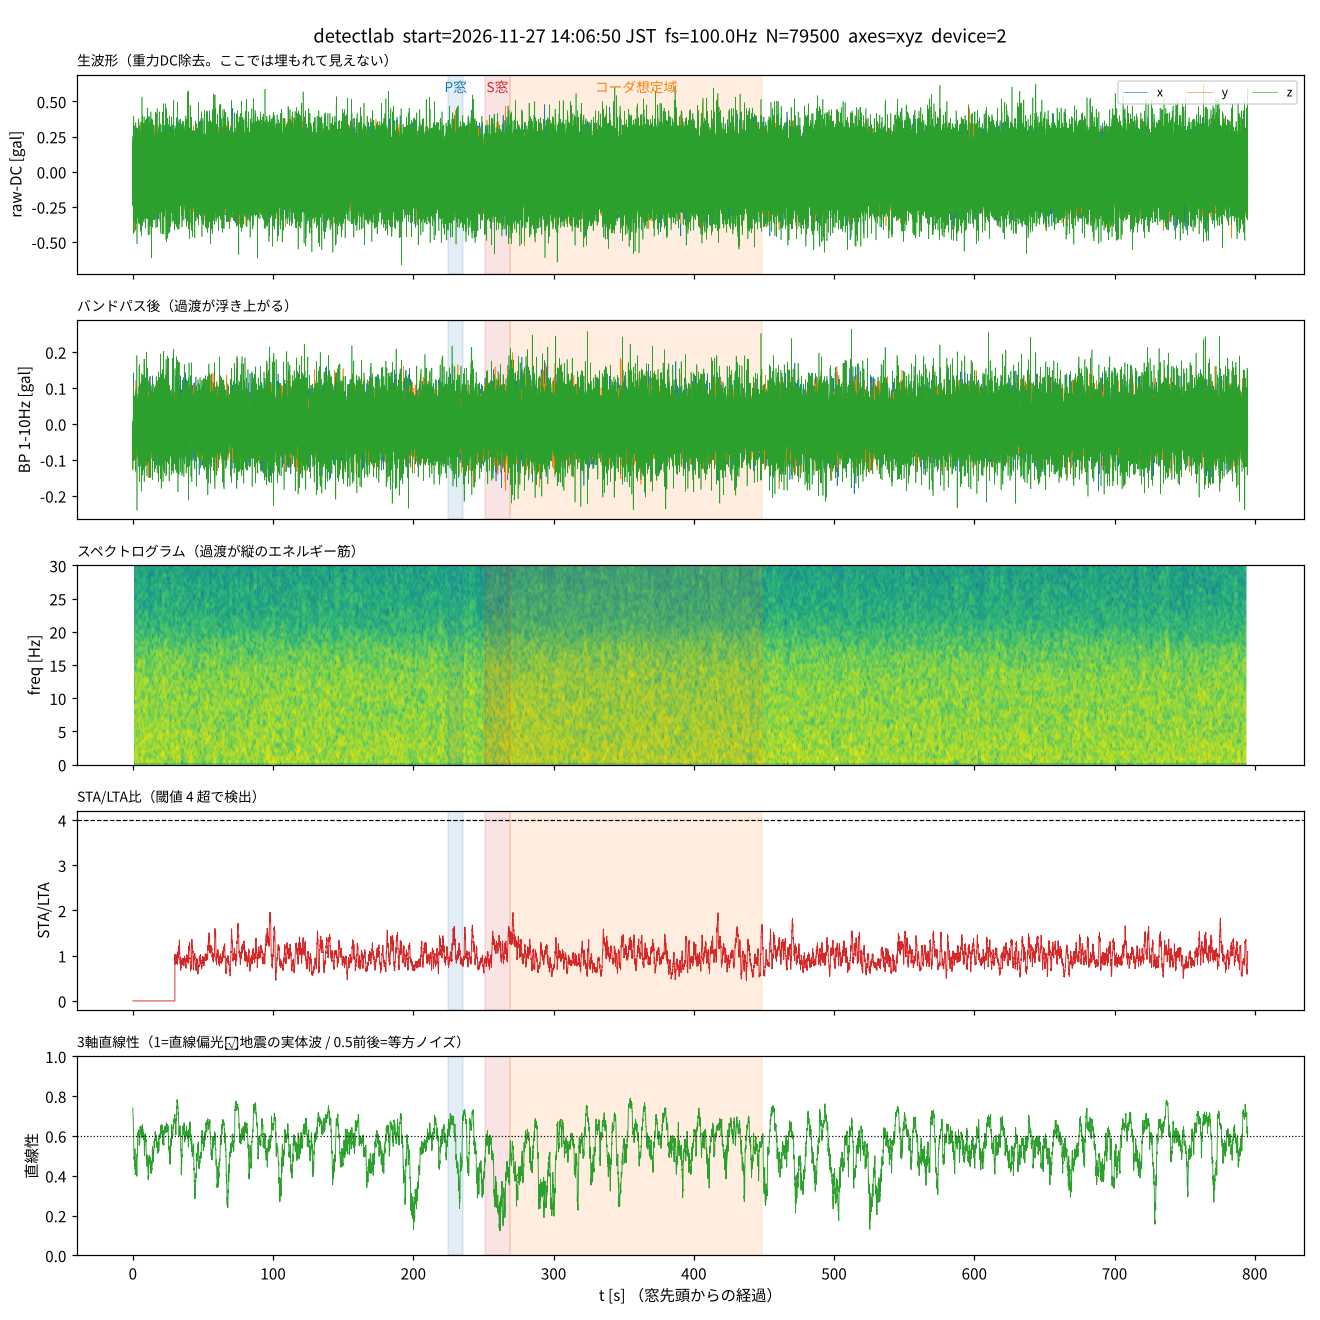 detectlab start=2026-11-27 14:06:50 JST fs=100.0Hz N=79500 axes=xyz device=2
生波形（重力DC除去。ここでは埋もれて見えない）
P窓 S窓 コーダ想定域
x y z
raw-DC [gal]
0.50
0.25
0.00
-0.25
-0.50
バンドパス後（過渡が浮き上がる）
BP 1-10Hz [gal]
0.2
0.1
0.0
-0.1
-0.2
スペクトログラム（過渡が縦のエネルギー筋）
freq [Hz]
30
25
20
15
10
5
0
STA/LTA比（閾値 4 超で検出）
STA/LTA
4
3
2
1
0
3軸直線性（1=直線偏光地震の実体波 / 0.5前後=等方ノイズ）
直線性
1.0
0.8
0.6
0.4
0.2
0.0
0 100 200 300 400 500 600 700 800
t [s] （窓先頭からの経過）